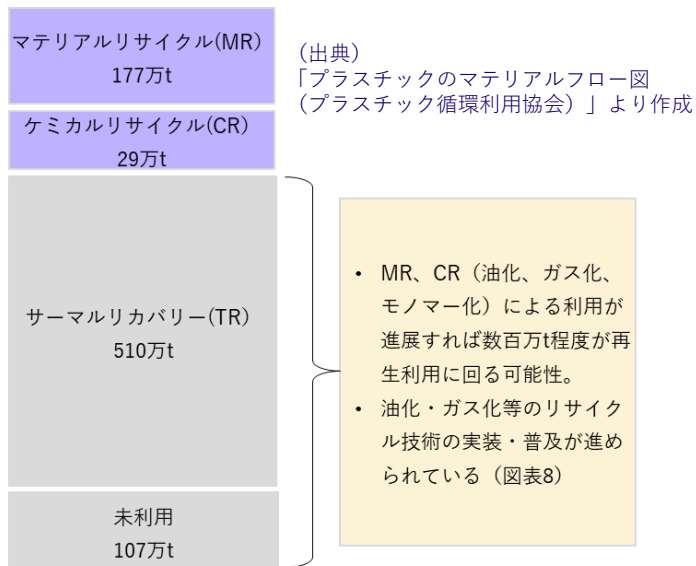 マテリアルリサイクル(MR)
177万t
(出典)
「プラスチックのマテリアルフロー図
(プラスチック循環利用協会)」より作成
ケミカルリサイクル(CR)
29万t
サーマルリカバリー(TR)
510万t
未利用
107万t
• MR、CR（油化、ガス化、
モノマー化）による利用が
進展すれば数百万t程度が再
生利用に回る可能性。
• 油化・ガス化等のリサイク
ル技術の実装・普及が進め
られている（図表8）